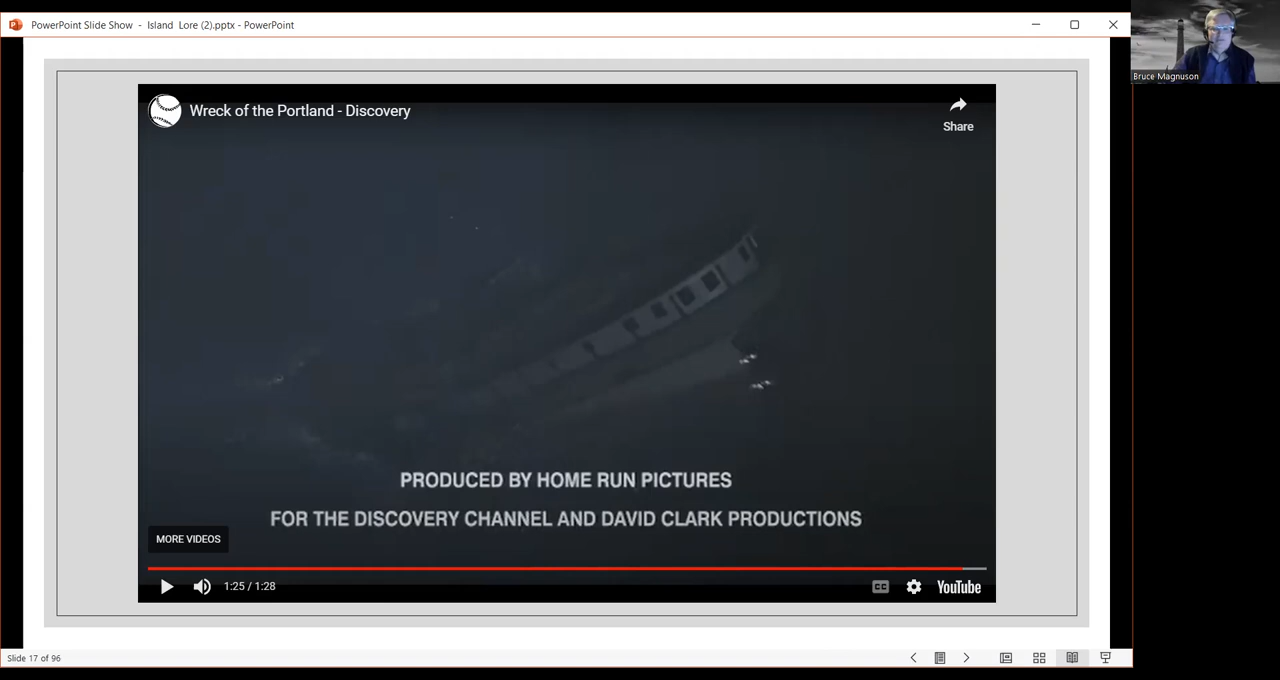 PowerPoint Slide Show - Island Lore (2).pptx - PowerPoint
Bruce Magnuson
Wreck of the Portland - Discovery
Share
PRODUCED BY HOME RUN PICTURES
FOR THE DISCOVERY CHANNEL AND DAVID CLARK PRODUCTIONS
MORE VIDEOS
1:25 / 1:28
CC
YouTube
Slide 17 of 96